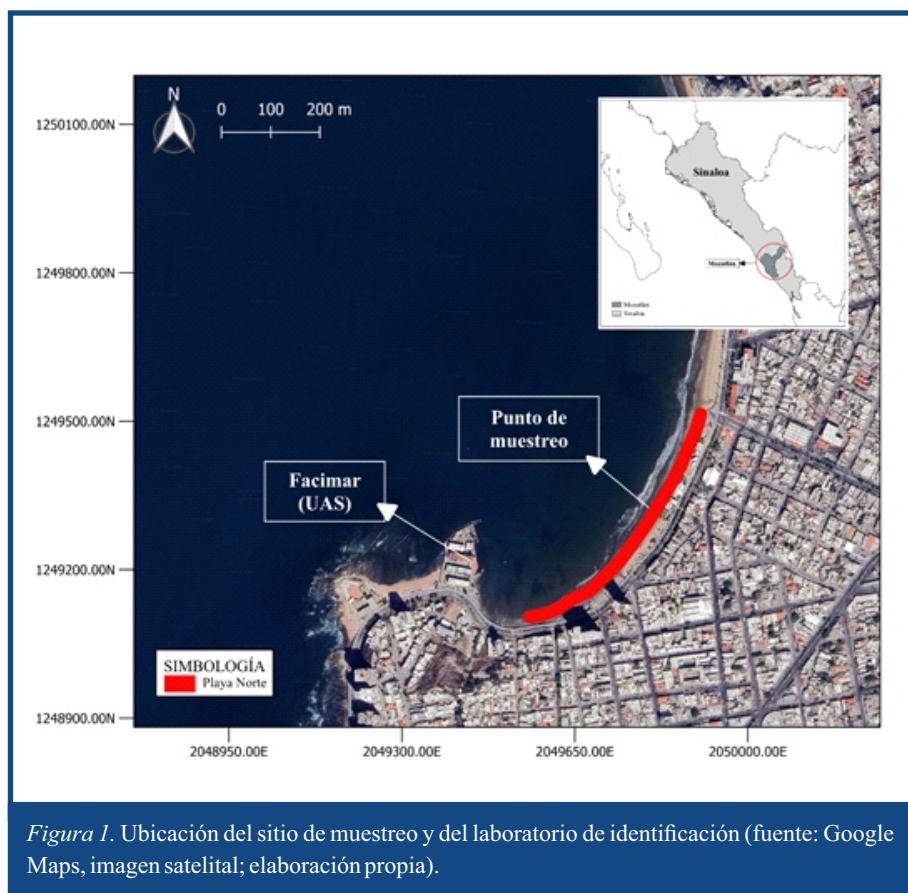 N
0 100 200 m
1250100.00N
1249800.00N
1249500.00N
1249200.00N
1248900.00N
Sinaloa
Mazatlán
Mazatlán
Sinaloa
Punto de
muestreo
Facimar
(UAS)
SIMBOLOGÍA
Playa Norte
2048950.00E 2049300.00E 2049650.00E 2050000.00E
Figura 1. Ubicación del sitio de muestreo y del laboratorio de identificación (fuente: Google
Maps, imagen satelital; elaboración propia).